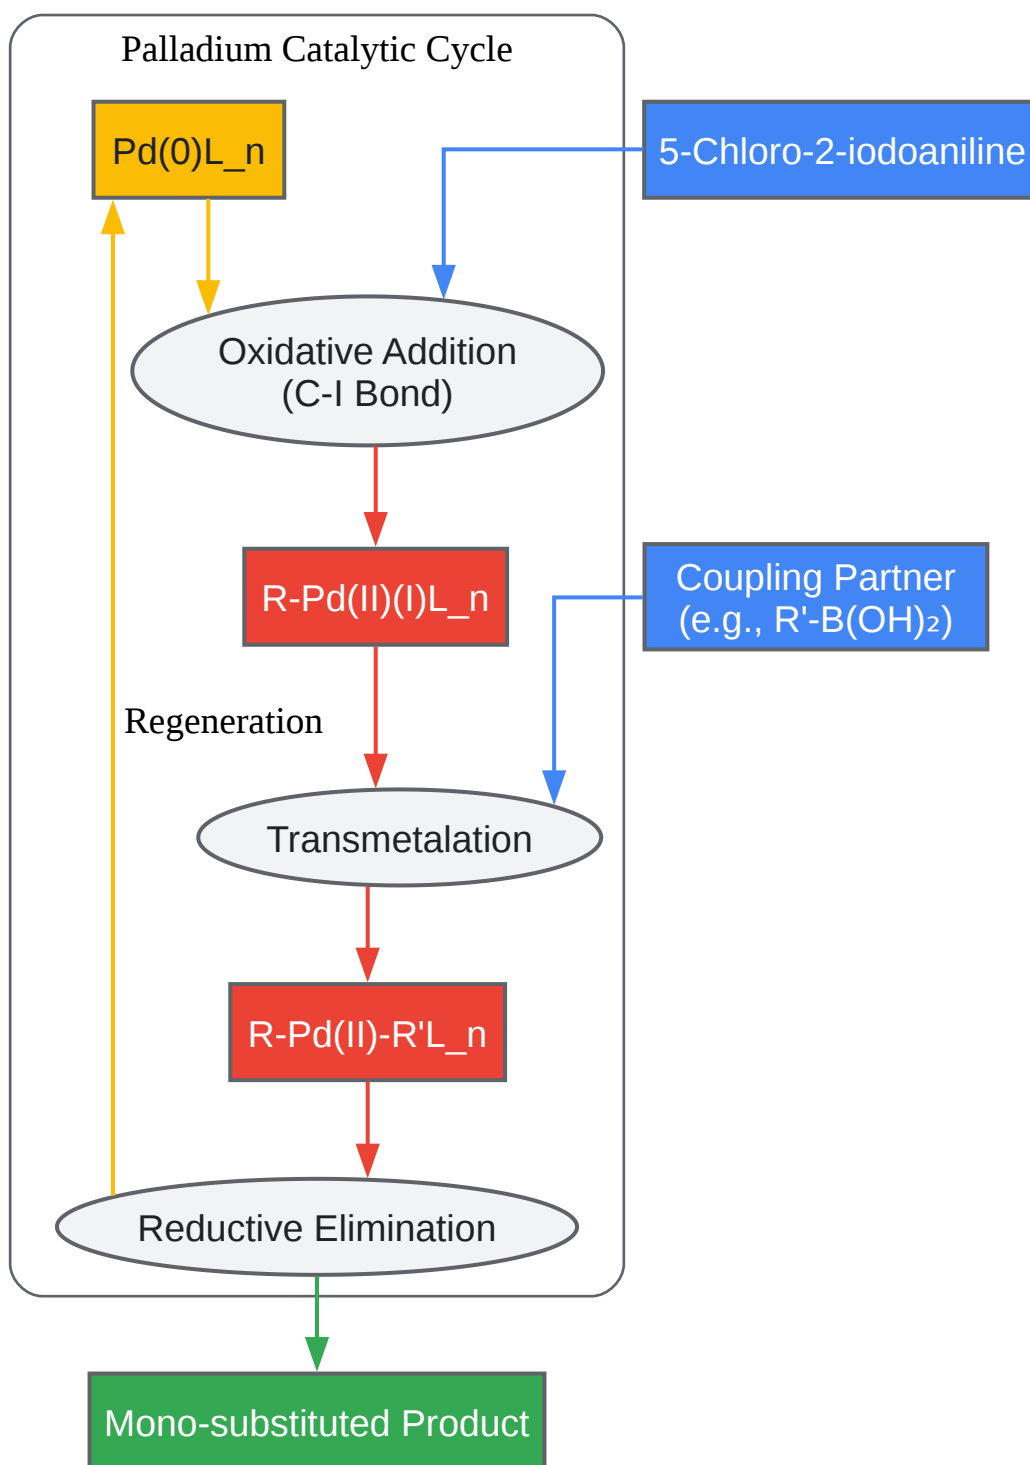 Palladium Catalytic Cycle
Pd(0)L_n
5-Chloro-2-iodoaniline
Oxidative Addition
(C-I Bond)
R-Pd(II)(I)L_n
Coupling Partner
(e.g., R'-B(OH)₂)
Regeneration
Transmetalation
R-Pd(II)-R'L_n
Reductive Elimination
Mono-substituted Product